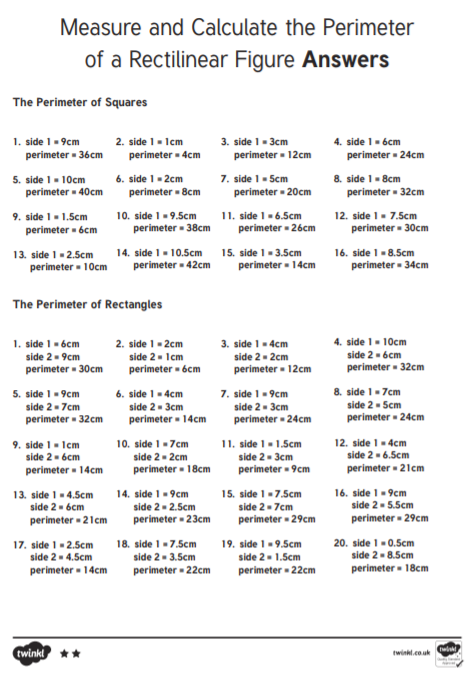 Measure and Calculate the Perimeter
of a Rectilinear Figure Answers
The Perimeter of Squares
1. side 1 = 9cm
perimeter = 36cm
2. side 1 = 1cm
perimeter = 4cm
3. side 1 = 3cm
perimeter = 12cm
4. side 1 = 6cm
perimeter = 24cm
5. side 1 = 10cm
perimeter = 40cm
6. side 1 = 2cm
perimeter = 8cm
7. side 1 = 5cm
perimeter = 20cm
8. side 1 = 8cm
perimeter = 32cm
9. side 1 = 1.5cm
perimeter = 6cm
10. side 1 = 9.5cm
perimeter = 38cm
11. side 1 = 6.5cm
perimeter = 26cm
12. side 1 = 7.5cm
perimeter = 30cm
13. side 1 = 2.5cm
perimeter = 10cm
14. side 1 = 10.5cm
perimeter = 42cm
15. side 1 = 3.5cm
perimeter = 14cm
16. side 1 = 8.5cm
perimeter = 34cm
The Perimeter of Rectangles
1. side 1 = 6cm
side 2 = 9cm
perimeter = 30cm
2. side 1 = 2cm
side 2 = 1cm
perimeter = 6cm
3. side 1 = 4cm
side 2 = 2cm
perimeter = 12cm
4. side 1 = 10cm
side 2 = 6cm
perimeter = 32cm
5. side 1 = 9cm
side 2 = 7cm
perimeter = 32cm
6. side 1 = 4cm
side 2 = 3cm
perimeter = 14cm
7. side 1 = 9cm
side 2 = 3cm
perimeter = 24cm
8. side 1 = 7cm
side 2 = 5cm
perimeter = 24cm
9. side 1 = 1cm
side 2 = 6cm
perimeter = 14cm
10. side 1 = 7cm
side 2 = 2cm
perimeter = 18cm
11. side 1 = 1.5cm
side 2 = 3cm
perimeter = 9cm
12. side 1 = 4cm
side 2 = 6.5cm
perimeter = 21cm
13. side 1 = 4.5cm
side 2 = 6cm
perimeter = 21cm
14. side 1 = 9cm
side 2 = 2.5cm
perimeter = 23cm
15. side 1 = 7.5cm
side 2 = 7cm
perimeter = 29cm
16. side 1 = 9cm
side 2 = 5.5cm
perimeter = 29cm
17. side 1 = 2.5cm
side 2 = 4.5cm
perimeter = 14cm
18. side 1 = 7.5cm
side 2 = 3.5cm
perimeter = 22cm
19. side 1 = 9.5cm
side 2 = 1.5cm
perimeter = 22cm
20. side 1 = 0.5cm
side 2 = 8.5cm
perimeter = 18cm
twinkl
twinkl.co.uk
twinkl